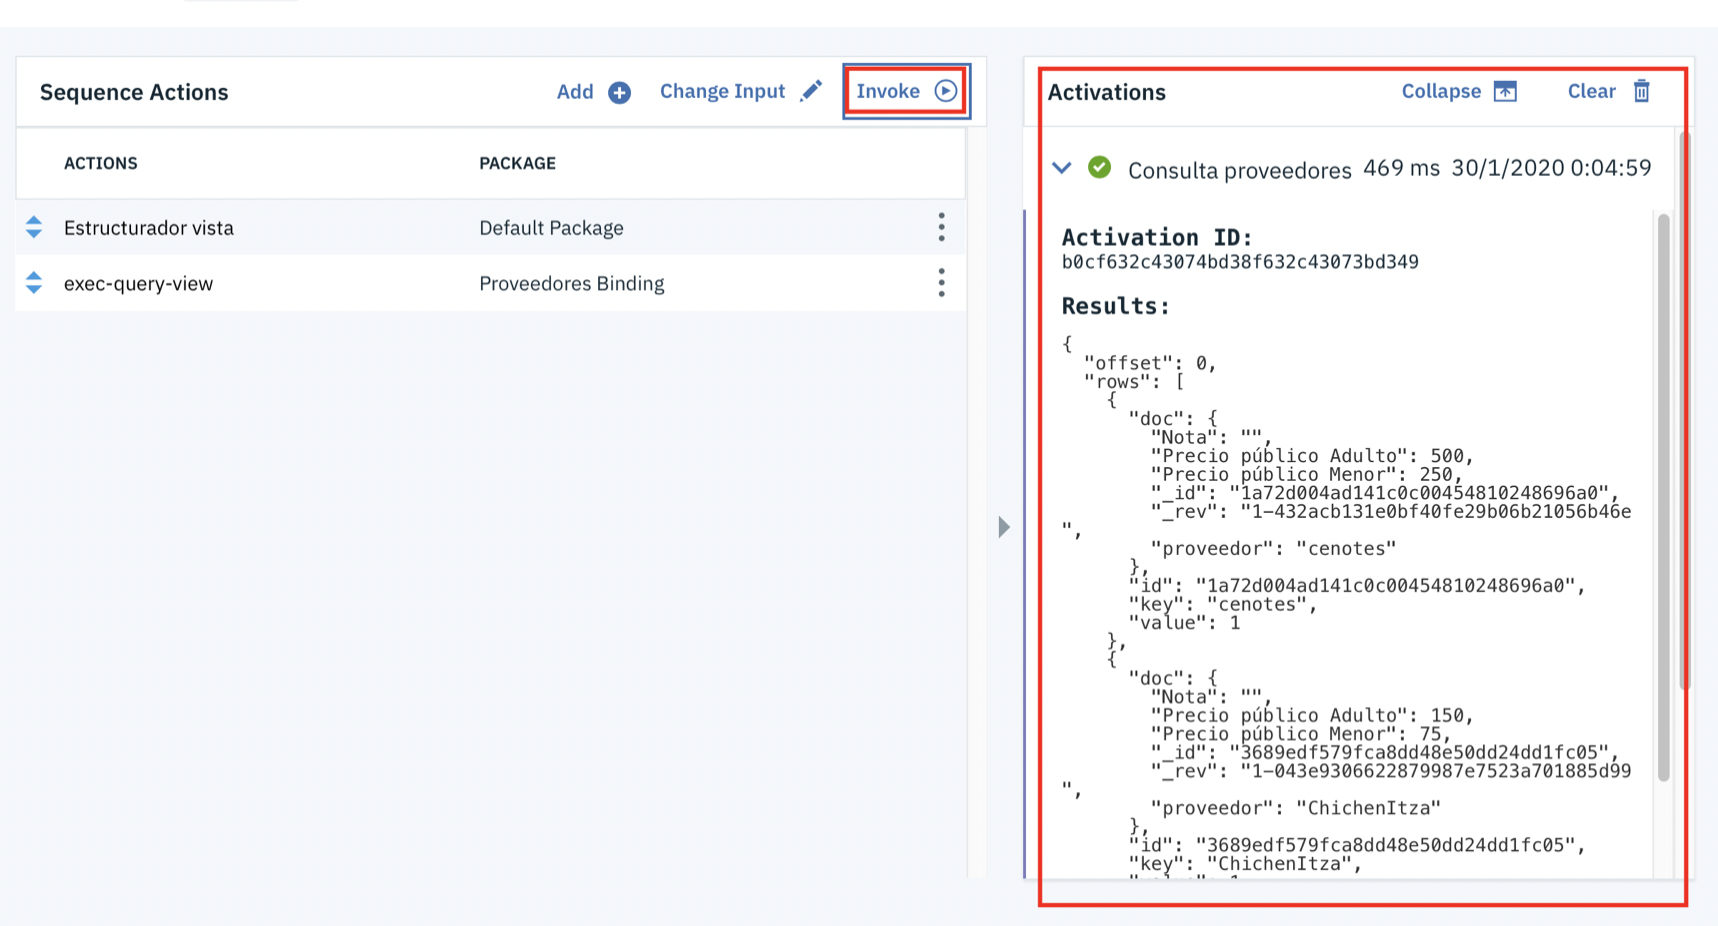 Sequence Actions
Add
Change Input
Invoke
ACTIONS
PACKAGE
Estructurador vista
Default Package
exec-query-view
Proveedores Binding
Activations
Collapse
Clear
Consulta proveedores 469 ms 30/1/2020 0:04:59
Activation ID:
b0cf632c43074bd38f632c43073bd349
Results:
{
"offset": 0,
"rows": [
{
"doc": {
"Nota": "",
"Precio público Adulto": 500,
"Precio público Menor": 250,
"_id": "1a72d004ad141c0c00454810248696a0",
"_rev": "1-432acb131e0bf40fe29b06b21056b46e
",
"proveedor": "cenotes"
},
"id": "1a72d004ad141c0c00454810248696a0",
"key": "cenotes",
"value": 1
},
{
"doc": {
"Nota": "",
"Precio público Adulto": 150,
"Precio público Menor": 75,
"_id": "3689edf579fca8dd48e50dd24dd1fc05",
"_rev": "1-043e9306622879987e7523a701885d99
",
"proveedor": "ChichenItza"
},
"id": "3689edf579fca8dd48e50dd24dd1fc05",
"key": "ChichenItza",